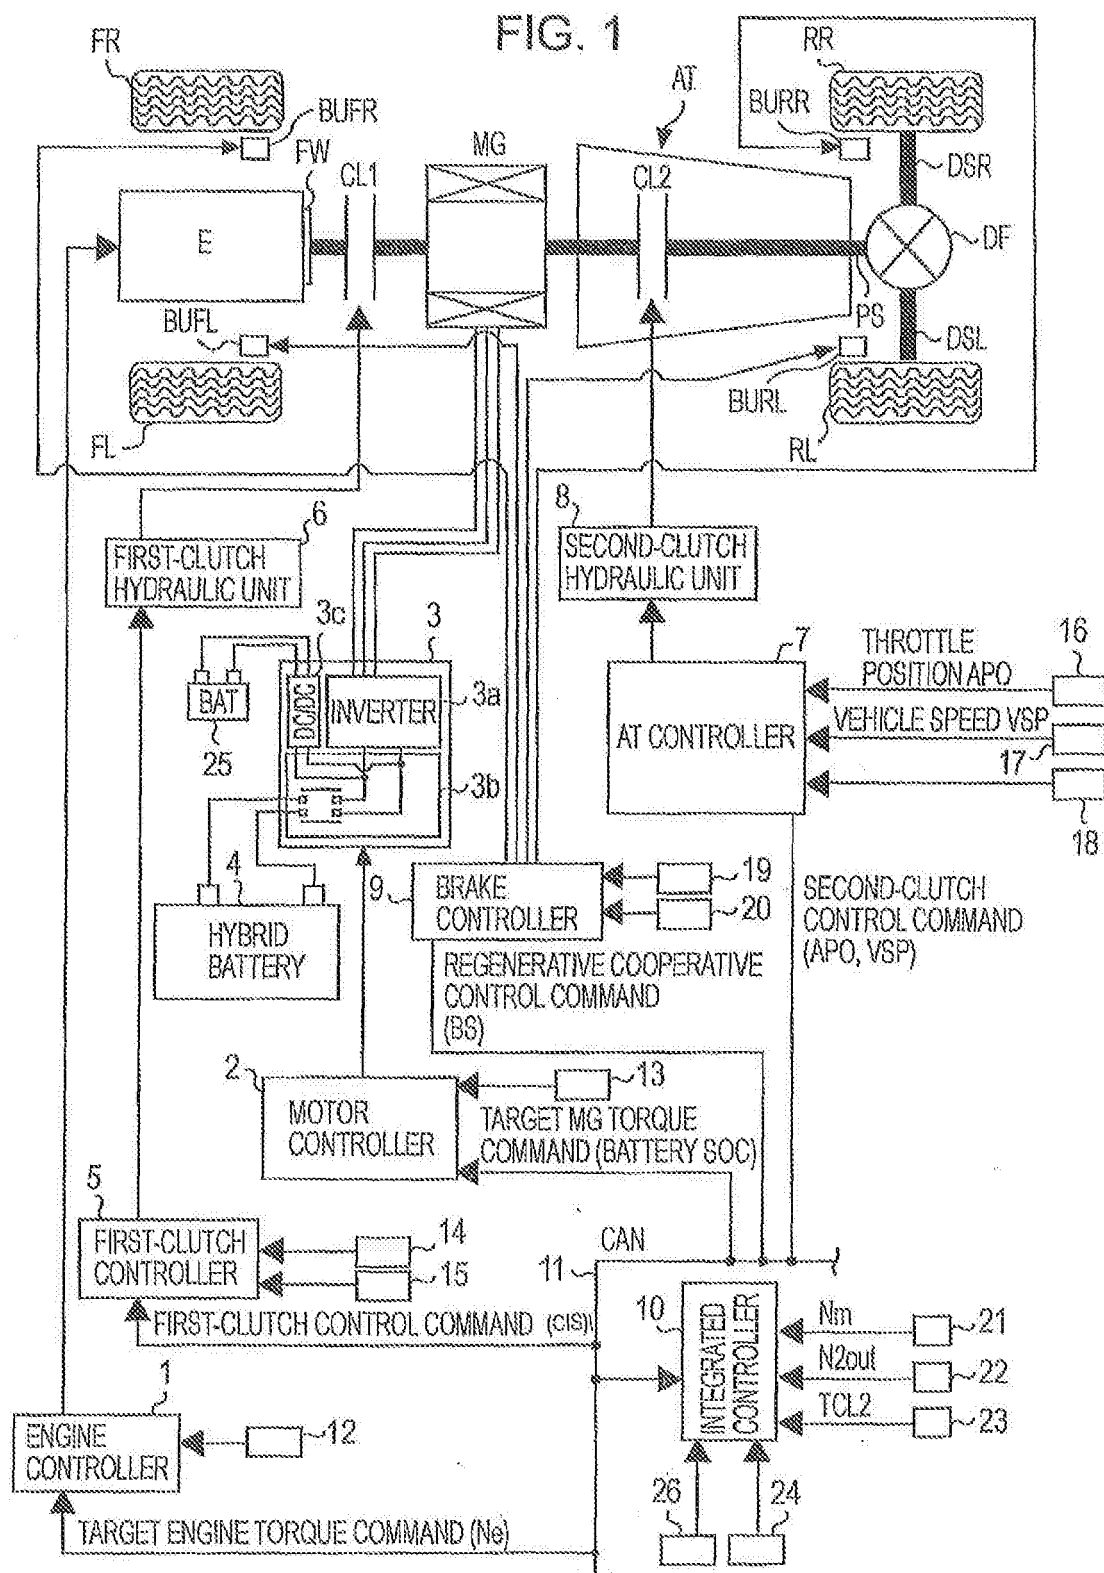 FIG. 1
FR
RR
AT
BUFR
BURR
FW
MG
CL1
CL2
DSR
E
DF
BUFL
PS
DSL
BURL
FL
RL
6
8
FIRST-CLUTCH
HYDRAULIC UNIT
SECOND-CLUTCH
HYDRAULIC UNIT
3c
3
7
THROTTLE
POSITION APO
16
BAT
DC/DC
INVERTER
3a
AT CONTROLLER
VEHICLE SPEED VSP
25
17
3b
18
4
9
BRAKE
CONTROLLER
19
20
SECOND-CLUTCH
CONTROL COMMAND
(APO, VSP)
HYBRID
BATTERY
REGENERATIVE COOPERATIVE
CONTROL COMMAND
(BS)
2
13
MOTOR
CONTROLLER
TARGET MG TORQUE
COMMAND (BATTERY SOC)
5
FIRST-CLUTCH
CONTROLLER
14
15
CAN
11
FIRST-CLUTCH CONTROL COMMAND (CIS)
10
INTEGRATED
CONTROLLER
Nm
21
N2out
22
TCL2
23
1
ENGINE
CONTROLLER
12
26
24
TARGET ENGINE TORQUE COMMAND (Ne)